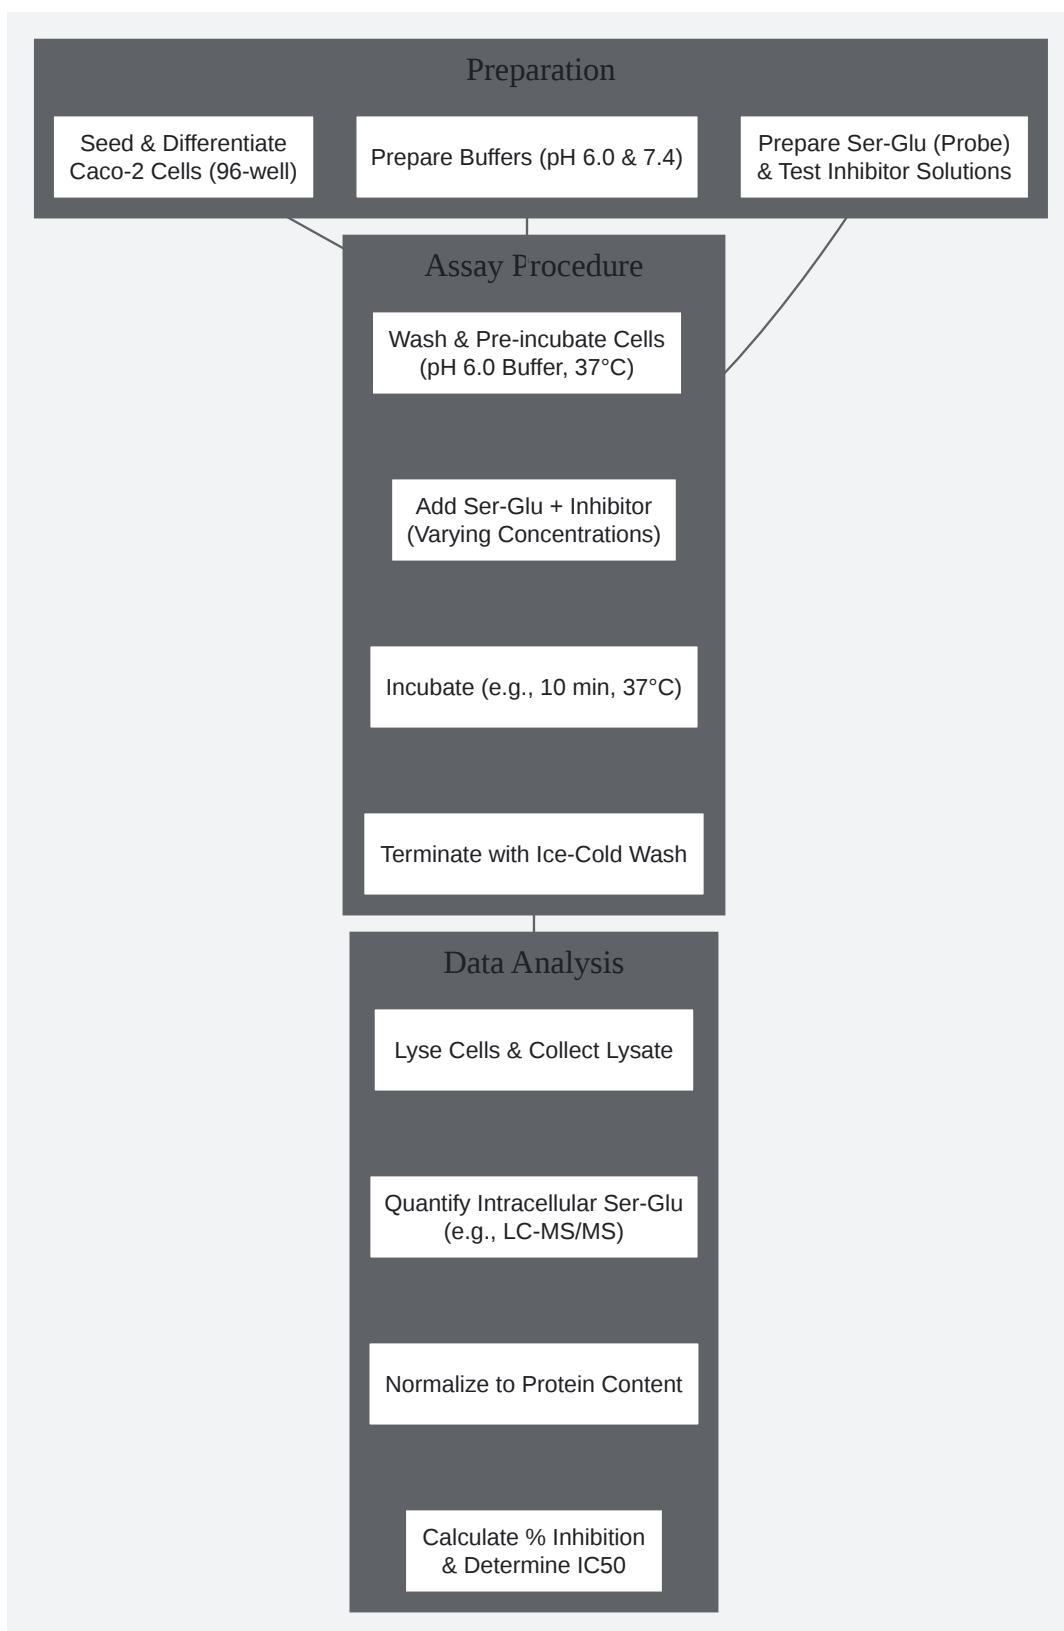 Preparation
Seed & Differentiate
Caco-2 Cells (96-well)
Prepare Buffers (pH 6.0 & 7.4)
Prepare Ser-Glu (Probe)
& Test Inhibitor Solutions
Assay Procedure
Wash & Pre-incubate Cells
(pH 6.0 Buffer, 37°C)
Add Ser-Glu + Inhibitor
(Varying Concentrations)
Incubate (e.g., 10 min, 37°C)
Terminate with Ice-Cold Wash
Data Analysis
Lyse Cells & Collect Lysate
Quantify Intracellular Ser-Glu
(e.g., LC-MS/MS)
Normalize to Protein Content
Calculate % Inhibition
& Determine IC50